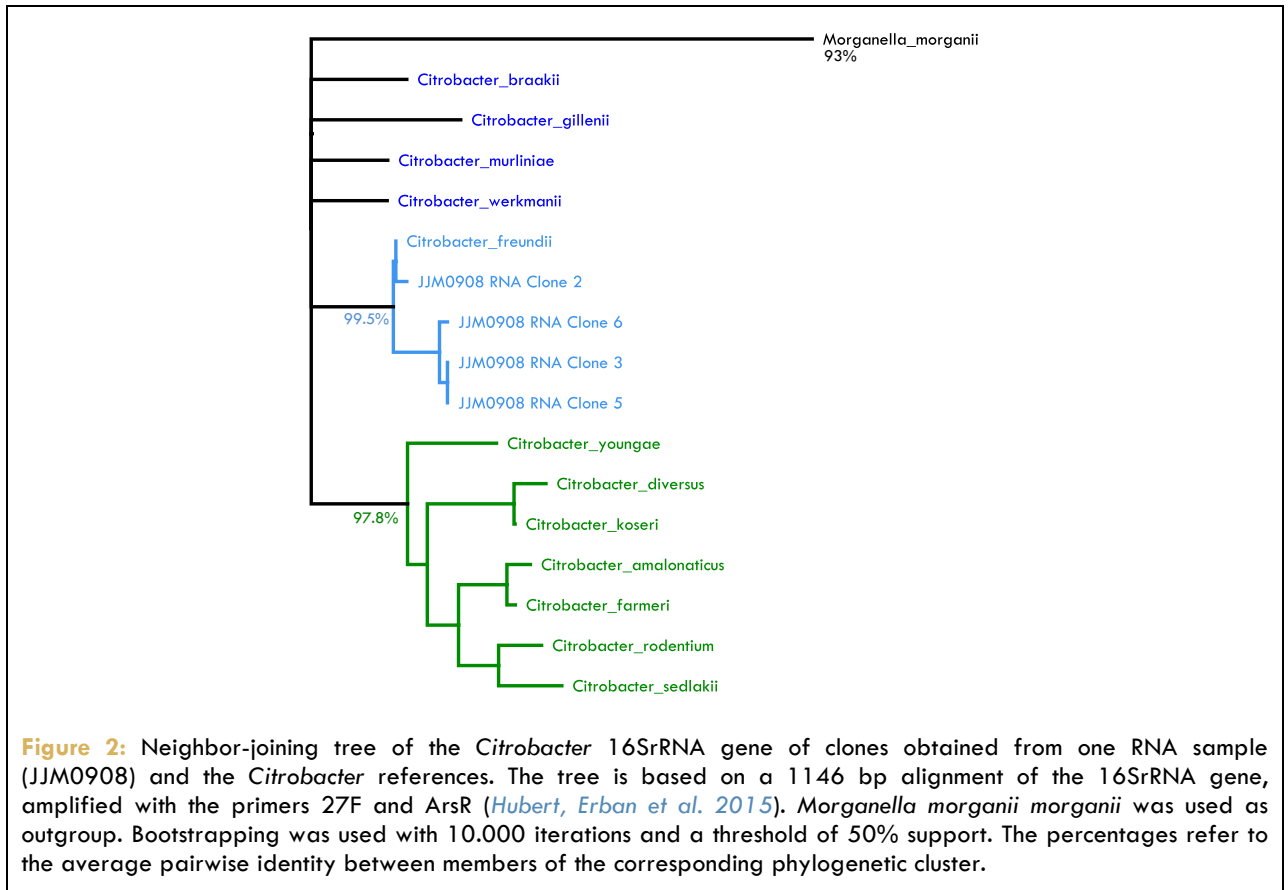 Morganella_morganii
93%
Citrobacter_braakii
Citrobacter_gillenii
Citrobacter_murliniae
Citrobacter_werkmanii
Citrobacter_freundii
JJM0908 RNA Clone 2
99.5%
JJM0908 RNA Clone 6
JJM0908 RNA Clone 3
JJM0908 RNA Clone 5
Citrobacter_youngae
Citrobacter_diversus
97.8%
Citrobacter_koseri
Citrobacter_amalonaticus
Citrobacter_farmeri
Citrobacter_rodentium
Citrobacter_sedlakii
Figure 2: Neighbor-joining tree of the Citrobacter 16SrRNA gene of clones obtained from one RNA sample
(JJM0908) and the Citrobacter references. The tree is based on a 1146 bp alignment of the 16SrRNA gene,
amplified with the primers 27F and ArsR (Hubert, Erban et al. 2015). Morganella morganii morganii was used as
outgroup. Bootstrapping was used with 10.000 iterations and a threshold of 50% support. The percentages refer to
the average pairwise identity between members of the corresponding phylogenetic cluster.